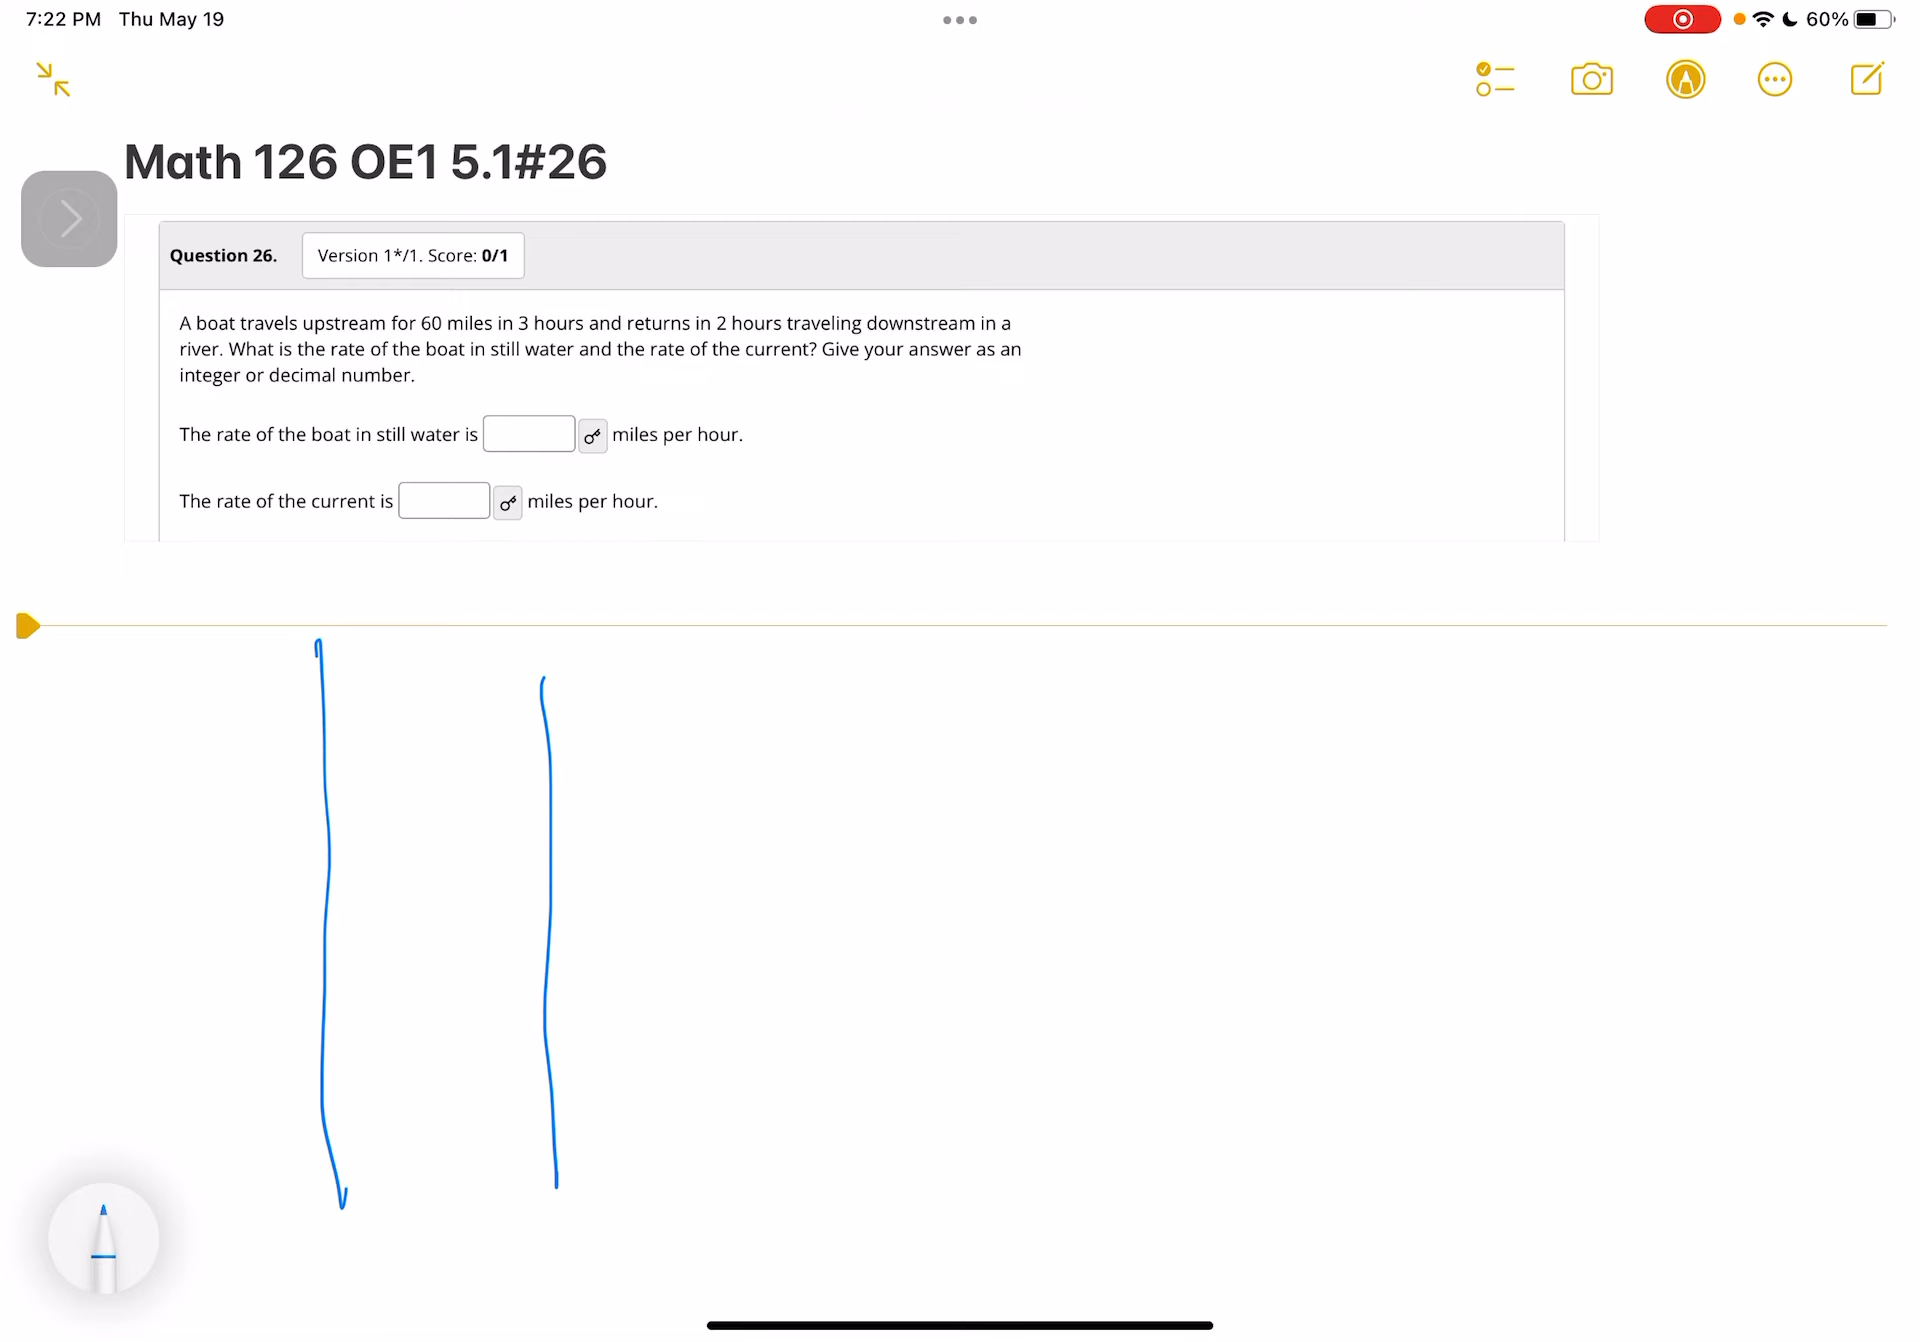 7:22 PM Thu May 19
60%
Math 126 OE1 5.1#26
Question 26. Version 1*/1. Score: 0/1
A boat travels upstream for 60 miles in 3 hours and returns in 2 hours traveling downstream in a
river. What is the rate of the boat in still water and the rate of the current? Give your answer as an
integer or decimal number.
The rate of the boat in still water is miles per hour.
The rate of the current is miles per hour.